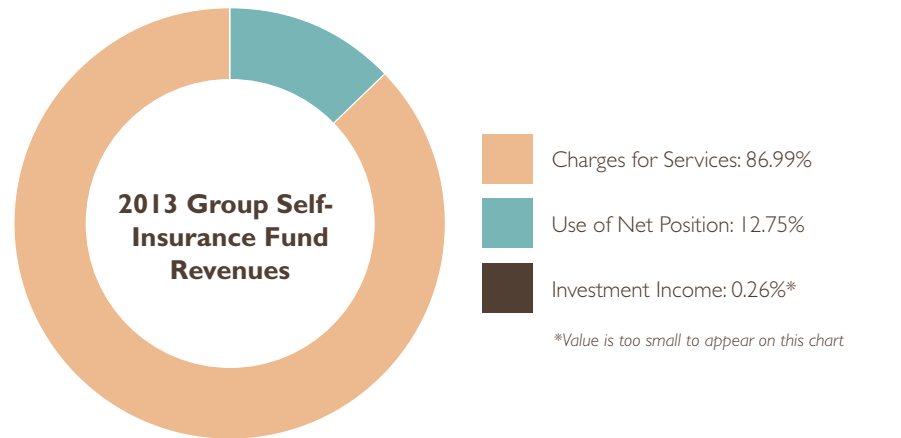 2013 Group Self-
Insurance Fund
Revenues
Charges for Services: 86.99%
Use of Net Position: 12.75%
Investment Income: 0.26%*
*Value is too small to appear on this chart